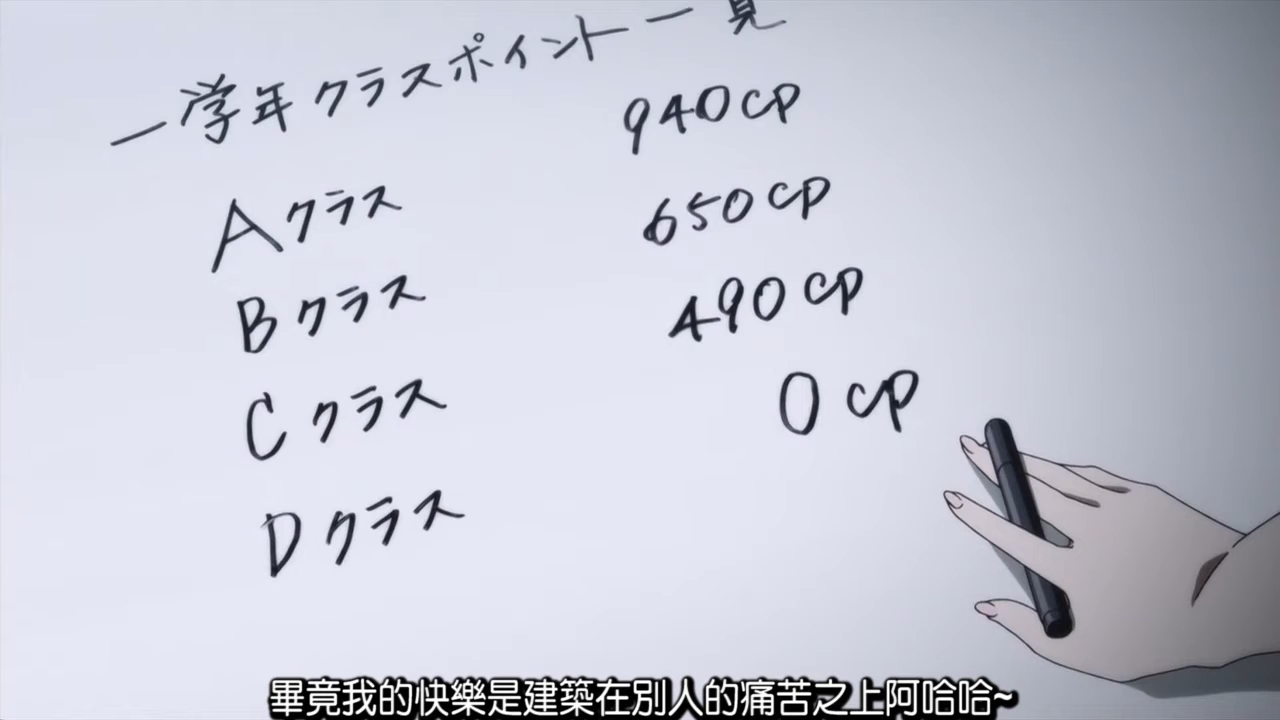 一学年クラスポイント一見
Aクラス 940CP
Bクラス 650CP
Cクラス 490CP
Dクラス 0CP
畢竟我的快樂是建築在別人的痛苦之上阿哈哈~